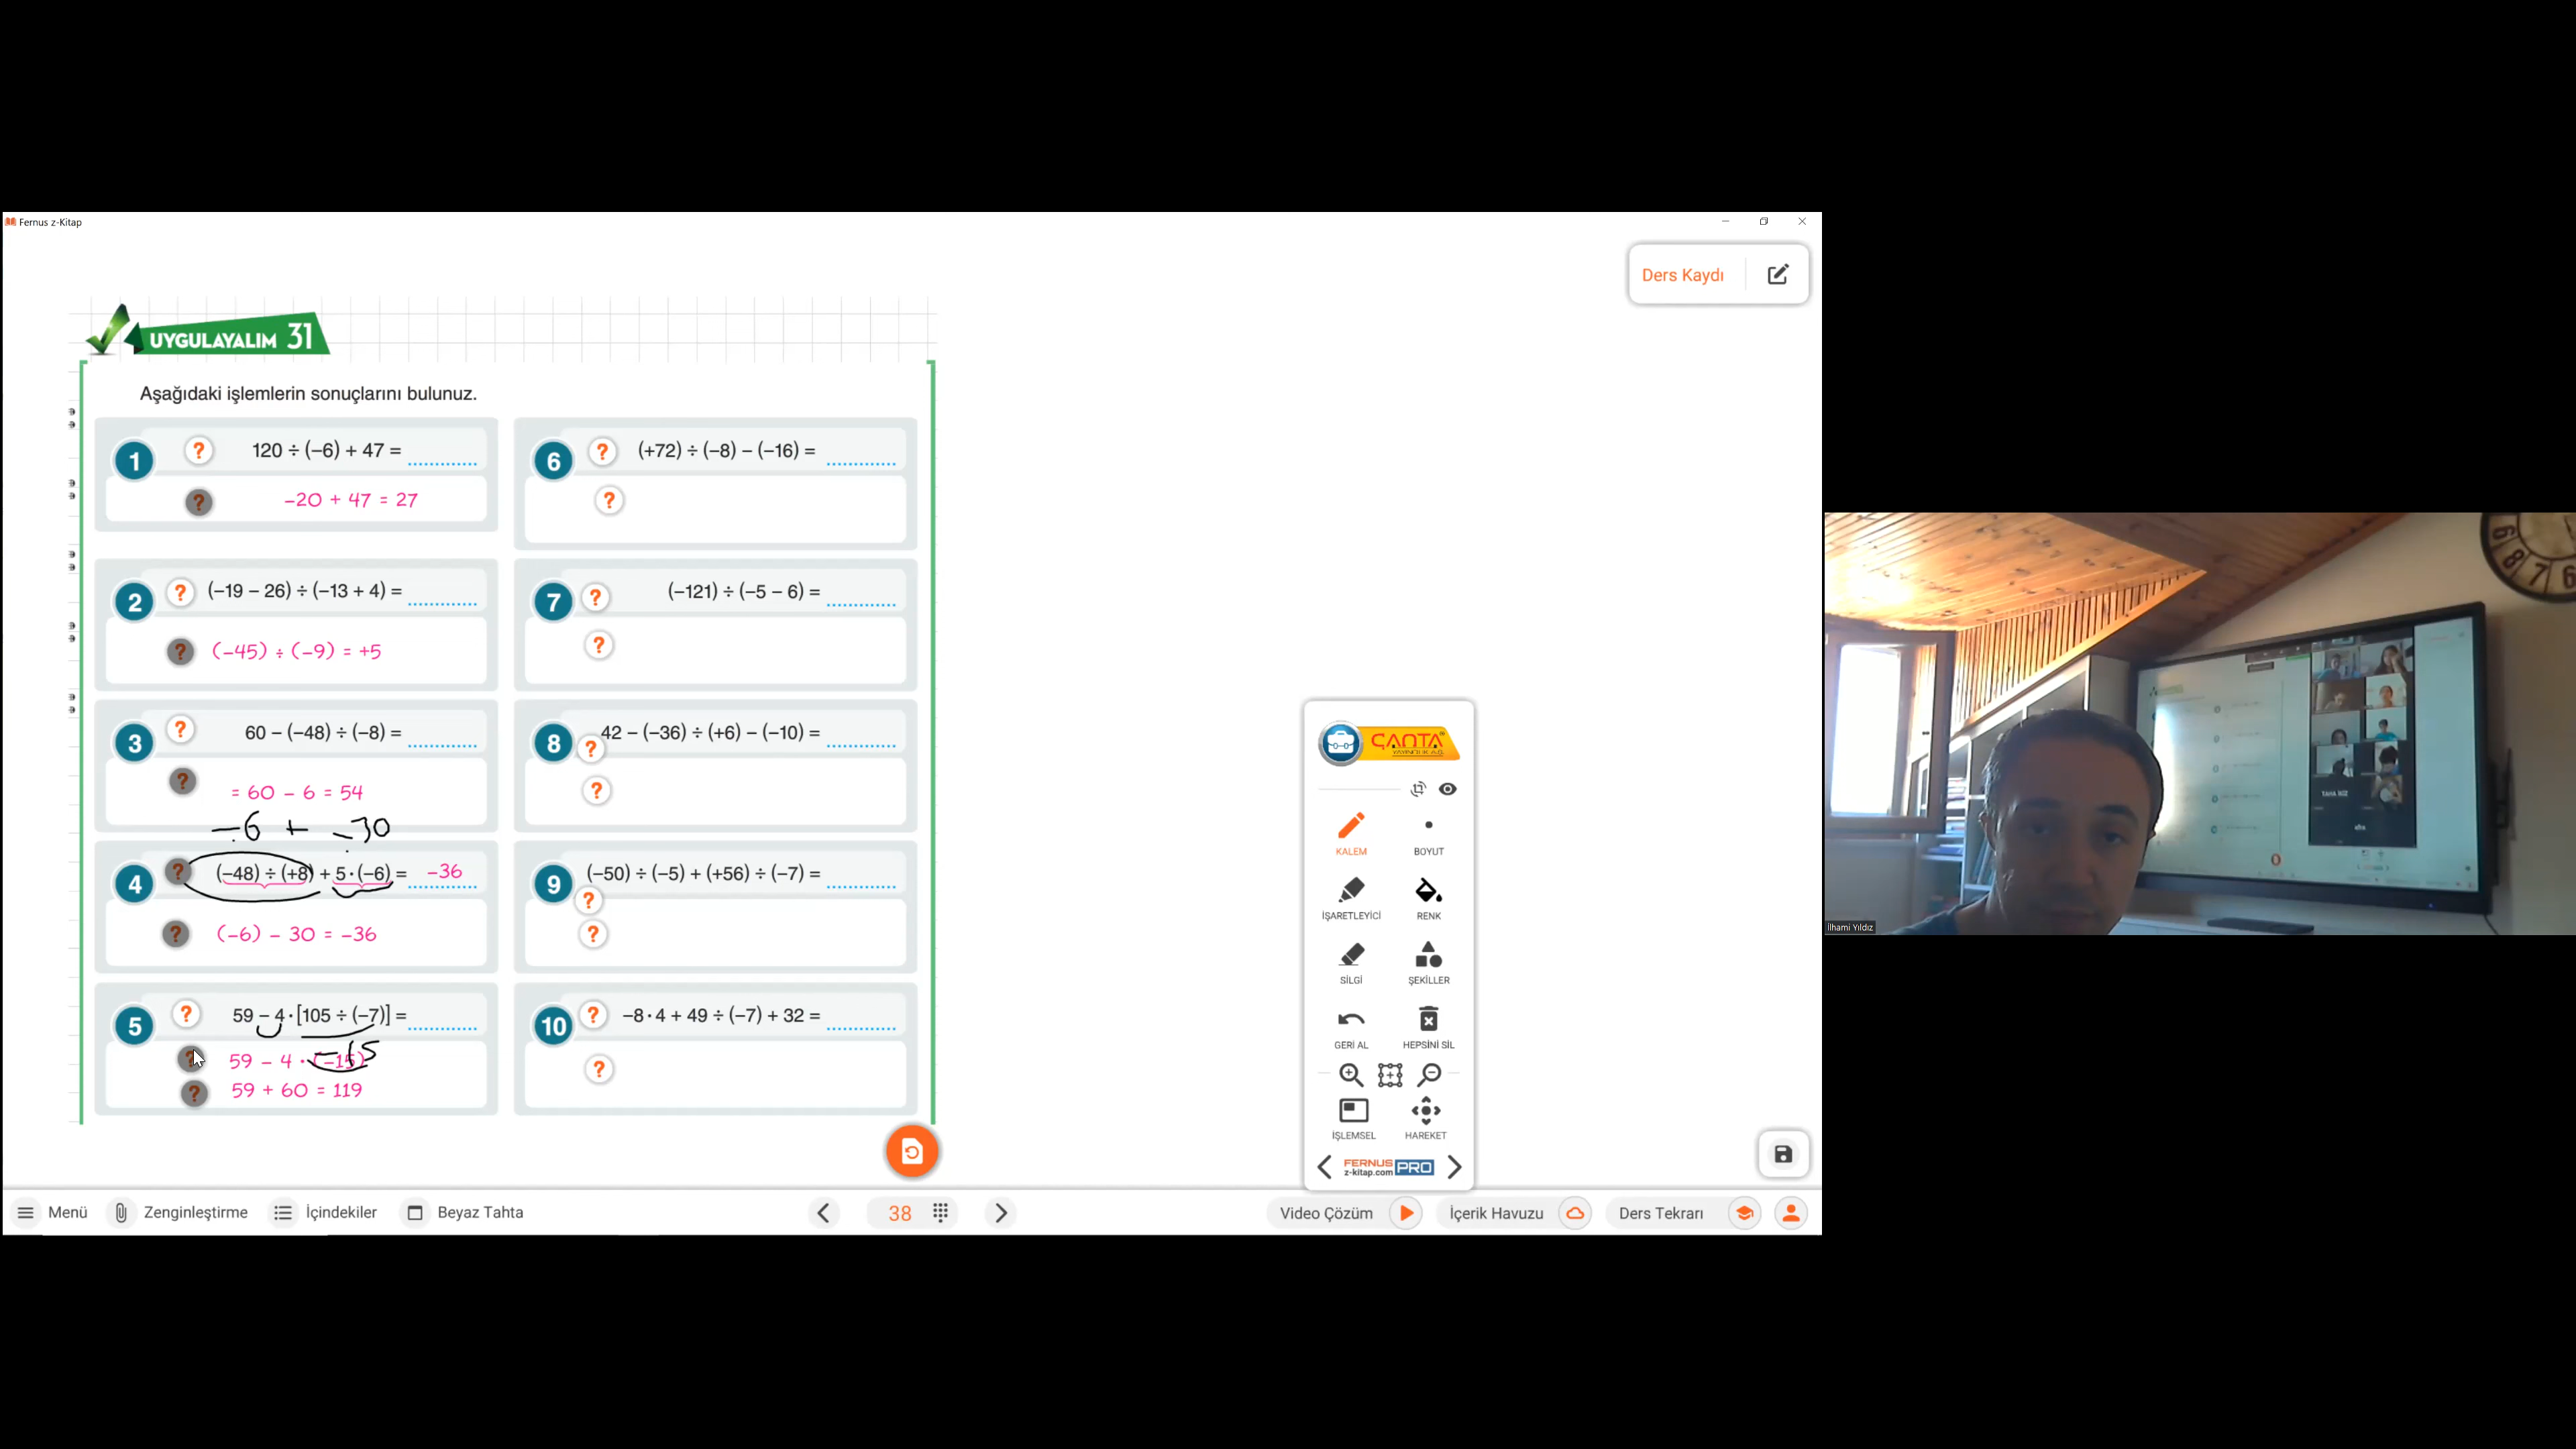 Fernus z-Kitap
Ders Kaydı
UYGULAYALIM 31
Aşağıdaki işlemlerin sonuçlarını bulunuz.
1 ? 120 ÷ (–6) + 47 = ..............
? –20 + 47 = 27
2 ? (–19 – 26) ÷ (–13 + 4) = ..............
? (–45) ÷ (–9) = +5
3 ? 60 – (–48) ÷ (–8) = ..............
? = 60 – 6 = 54
–6 + –30
4 ? (–48) ÷ (+8) + 5 · (–6) = –36
? (–6) – 30 = –36
5 ? 59 – 4 · [105 ÷ (–7)] = ..............
–15
? 59 – 4 · (–15)
? 59 + 60 = 119
6 ? (+72) ÷ (–8) – (–16) = ..............
?
7 ? (–121) ÷ (–5 – 6) = ..............
?
8 ? 42 – (–36) ÷ (+6) – (–10) = ..............
?
9 ? (–50) ÷ (–5) + (+56) ÷ (–7) = ..............
?
10 ? –8 · 4 + 49 ÷ (–7) + 32 = ..............
?
ÇANTA
KALEM BOYUT
İŞARETLEYİCİ RENK
SİLGİ ŞEKİLLER
GERİ AL HEPSİNİ SİL
İŞLEMSEL HAREKET
FERNUS PRO
z-kitap.com
Menü Zenginleştirme İçindekiler Beyaz Tahta 38 Video Çözüm İçerik Havuzu Ders Tekrarı
İlhami Yıldız
8 7 6